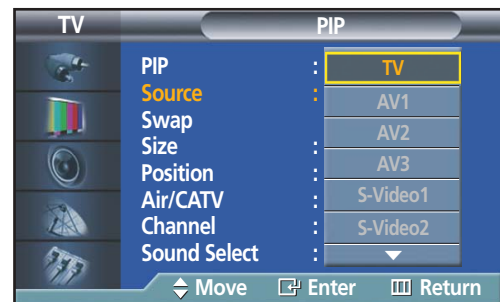 TV PIP
PIP : TV
Source : AV1
Swap AV2
Size :
Position : AV3
Air/CATV : S-Video1
Channel : S-Video2
Sound Select :
Move Enter Return